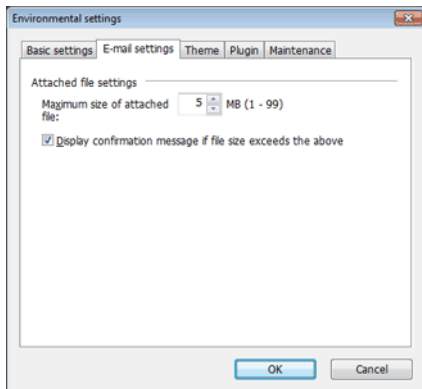 Environmental settings
Basic settings E-mail settings Theme Plugin Maintenance
Attached file settings
Maximum size of attached file: 5 MB (1 - 99)
Display confirmation message if file size exceeds the above
OK Cancel